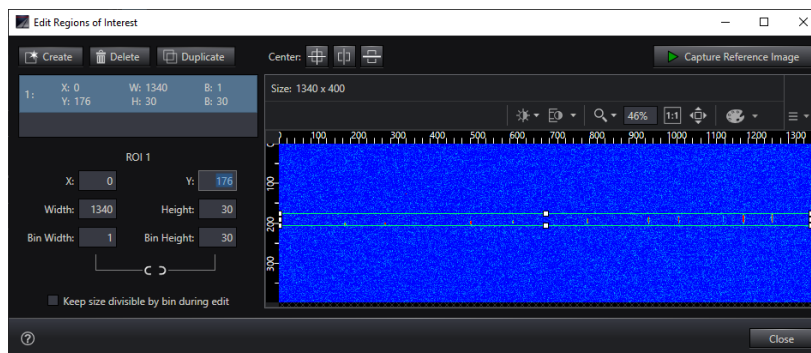 Edit Regions of Interest
Create Delete Duplicate Center: Capture Reference Image
1: X: 0 W: 1340 B: 1
Y: 176 H: 30 B: 30
Size: 1340 x 400
46% 1:1
0 100 200 300 400 500 600 700 800 900 1000 1100 1200 1300
0
100
200
300
ROI 1
X: 0 Y: 176
Width: 1340 Height: 30
Bin Width: 1 Bin Height: 30
Keep size divisible by bin during edit
? Close